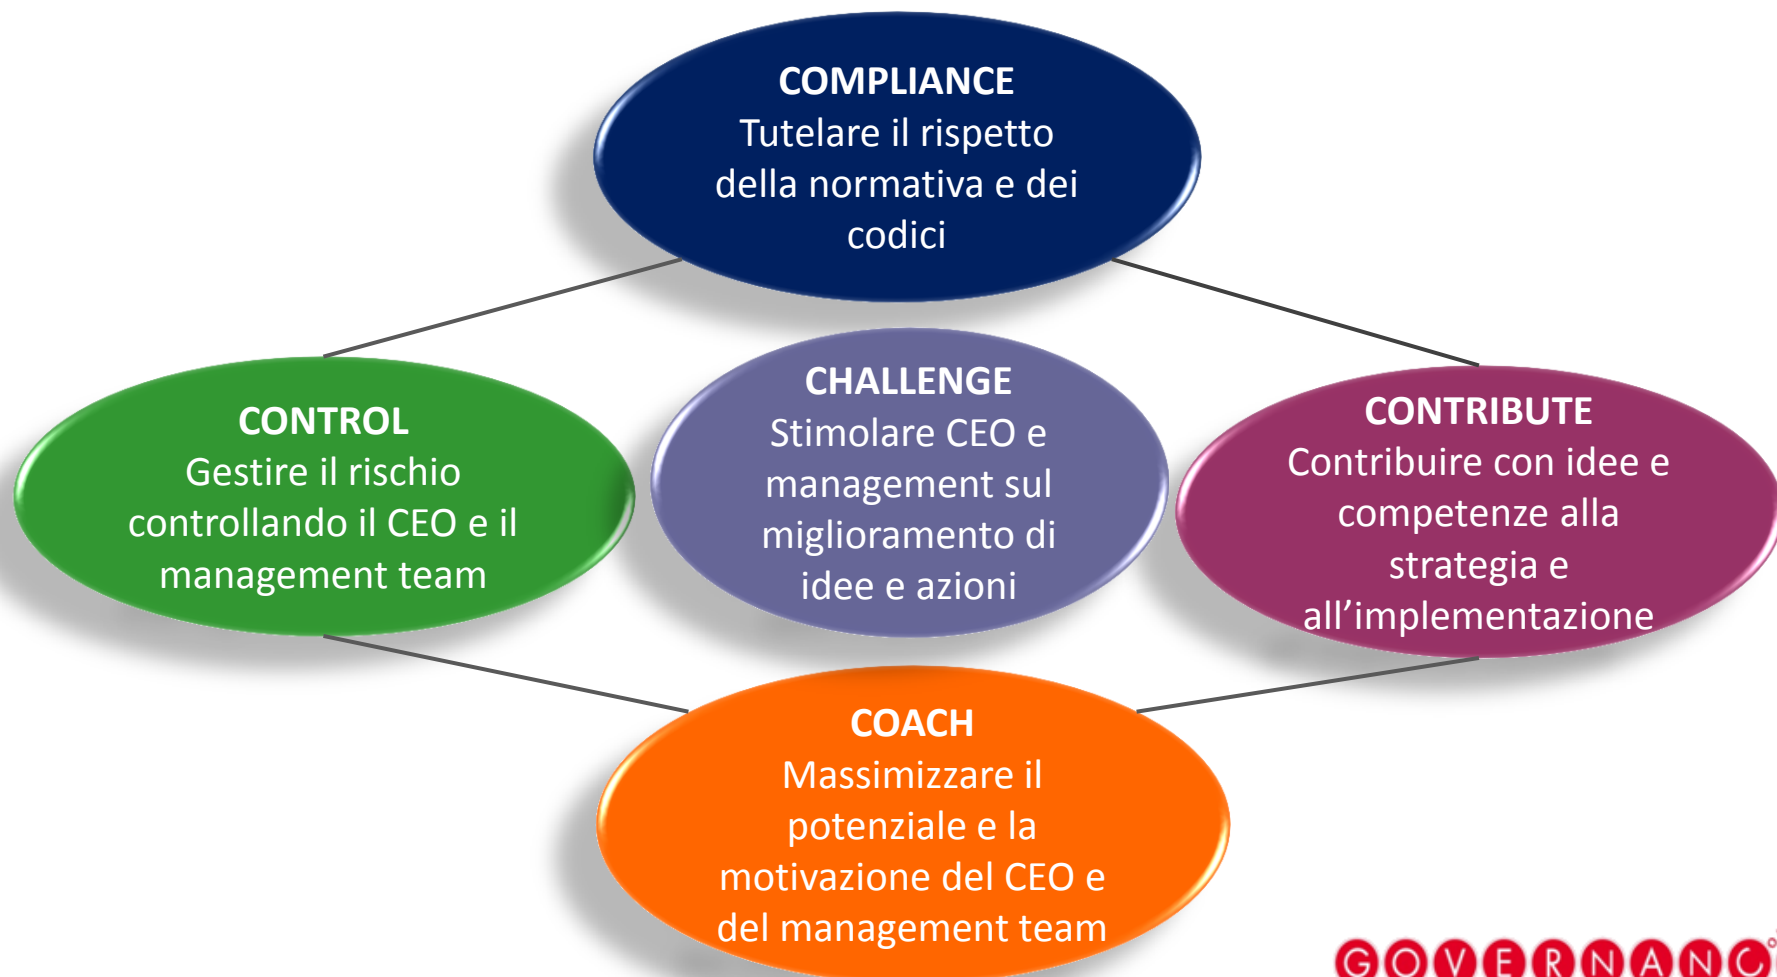 COMPLIANCE
Tutelare il rispetto
della normativa e dei
codici
CONTROL
Gestire il rischio
controllando il CEO e il
management team
CHALLENGE
Stimolare CEO e
management sul
miglioramento di
idee e azioni
CONTRIBUTE
Contribuire con idee e
competenze alla
strategia e
all’implementazione
COACH
Massimizzare il
potenziale e la
motivazione del CEO e
del management team
GOVERNANC